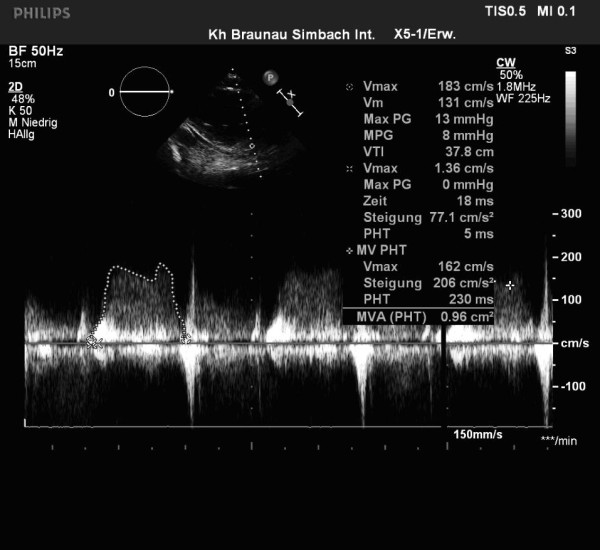 PHILIPS
TIS0.5 MI 0.1
Kh Braunau Simbach Int. X5-1/Erw.
BF 50Hz
15cm
2D
48%
K 50
M Niedrig
HAllg
0
P
X
S3
CW
50%
1.8MHz
WF 225Hz
Vmax 183 cm/s
Vm 131 cm/s
Max PG 13 mmHg
MPG 8 mmHg
VTI 37.8 cm
Vmax 1.36 cm/s
Max PG 0 mmHg
Zeit 18 ms
Steigung 77.1 cm/s²
PHT 5 ms
MV PHT
Vmax 162 cm/s
Steigung 206 cm/s²
PHT 230 ms
MVA (PHT) 0.96 cm²
300
200
100
cm/s
-100
150mm/s
***/min